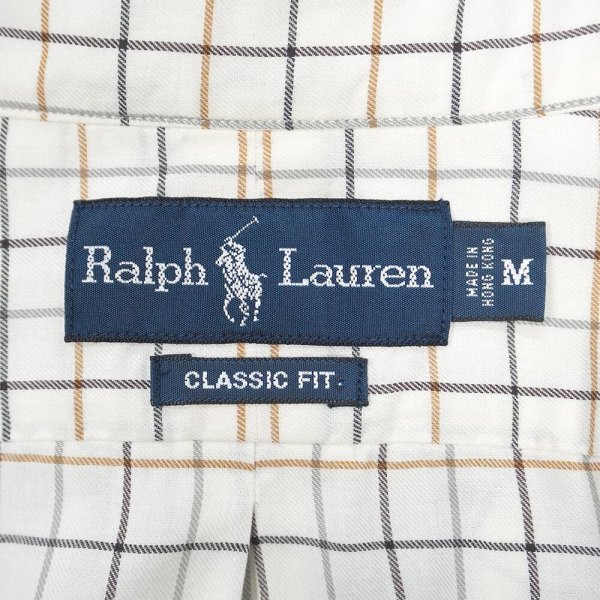 Ralph Lauren
MADE IN
HONG KONG
M
CLASSIC FIT